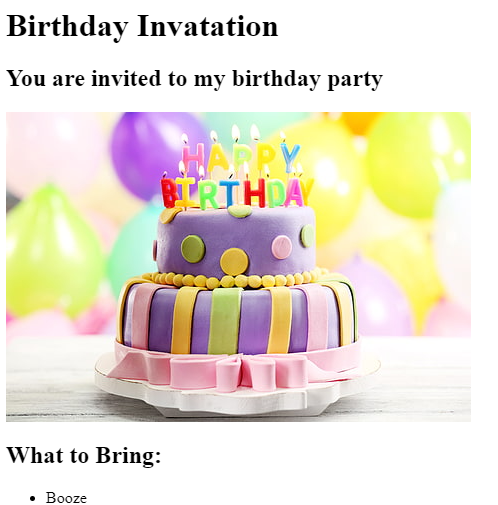 Birthday Invatation
You are invited to my birthday party
HAPPY
BIRTHDAY
What to Bring:
Booze